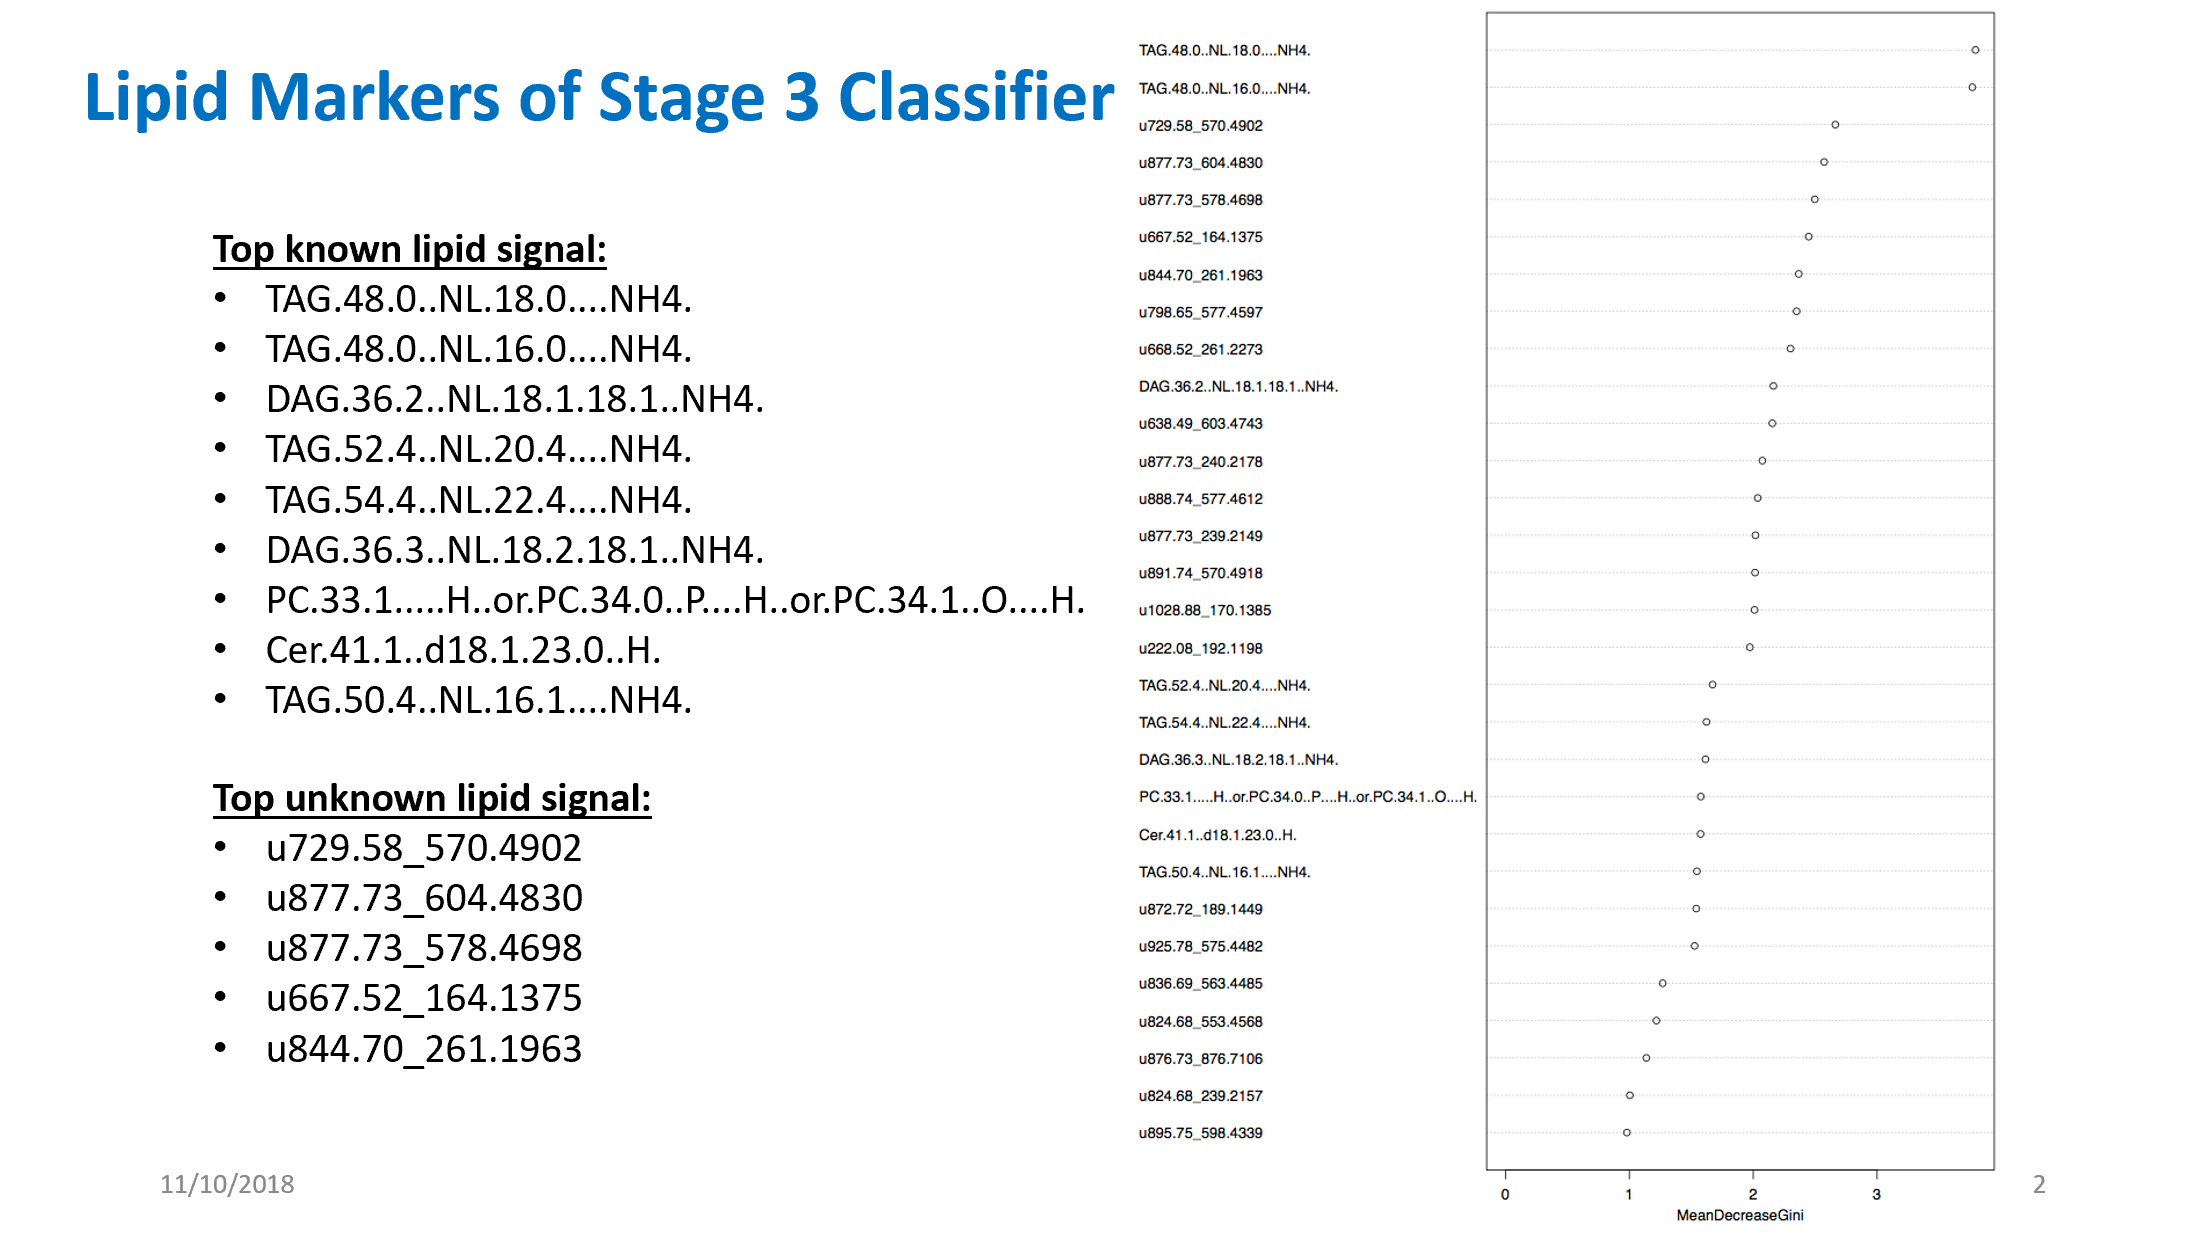 Lipid Markers of Stage 3 Classifier
Top known lipid signal:
• TAG.48.0..NL.18.0....NH4.
• TAG.48.0..NL.16.0....NH4.
• DAG.36.2..NL.18.1.18.1..NH4.
• TAG.52.4..NL.20.4....NH4.
• TAG.54.4..NL.22.4....NH4.
• DAG.36.3..NL.18.2.18.1..NH4.
• PC.33.1.....H..or.PC.34.0..P....H..or.PC.34.1..O....H.
• Cer.41.1..d18.1.23.0..H.
• TAG.50.4..NL.16.1....NH4.
Top unknown lipid signal:
• u729.58_570.4902
• u877.73_604.4830
• u877.73_578.4698
• u667.52_164.1375
• u844.70_261.1963
TAG.48.0..NL.18.0....NH4.
TAG.48.0..NL.16.0....NH4.
u729.58_570.4902
u877.73_604.4830
u877.73_578.4698
u667.52_164.1375
u844.70_261.1963
u798.65_577.4597
u668.52_261.2273
DAG.36.2..NL.18.1.18.1..NH4.
u638.49_603.4743
u877.73_240.2178
u888.74_577.4612
u877.73_239.2149
u891.74_570.4918
u1028.88_170.1385
u222.08_192.1198
TAG.52.4..NL.20.4....NH4.
TAG.54.4..NL.22.4....NH4.
DAG.36.3..NL.18.2.18.1..NH4.
PC.33.1.....H..or.PC.34.0..P....H..or.PC.34.1..O....H.
Cer.41.1..d18.1.23.0..H.
TAG.50.4..NL.16.1....NH4.
u872.72_189.1449
u925.78_575.4482
u836.69_563.4485
u824.68_553.4568
u876.73_876.7106
u824.68_239.2157
u895.75_598.4339
0 1 2 3
MeanDecreaseGini
11/10/2018
2